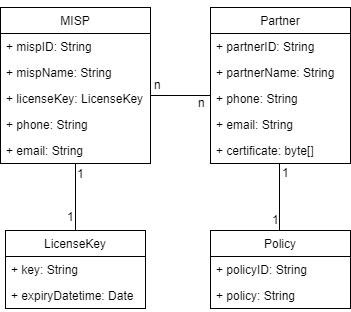 MISP
+ mispID: String
+ mispName: String
+ licenseKey: LicenseKey
+ phone: String
+ email: String
Partner
+ partnerID: String
+ partnerName: String
+ phone: String
+ email: String
+ certificate: byte[]
n
n
1
1
1
1
LicenseKey
+ key: String
+ expiryDatetime: Date
Policy
+ policyID: String
+ policy: String